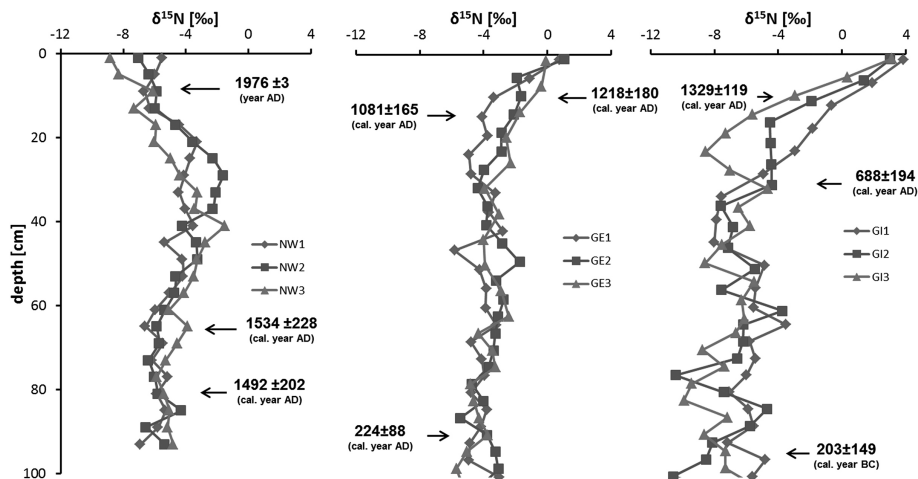 δ15N [‰]
δ15N [‰]
δ15N [‰]
-12 -8 -4 0 4
-12 -8 -4 0 4
-12 -8 -4 0 4
depth [cm]
0
20
40
60
80
100
1976 ±3
(year AD)
NW1
NW2
NW3
1534 ±228
(cal. year AD)
1492 ±202
(cal. year AD)
1081±165
(cal. year AD)
1218±180
(cal. year AD)
GE1
GE2
GE3
224±88
(cal. year AD)
1329±119
(cal. year AD)
688±194
(cal. year AD)
GI1
GI2
GI3
203±149
(cal. year BC)